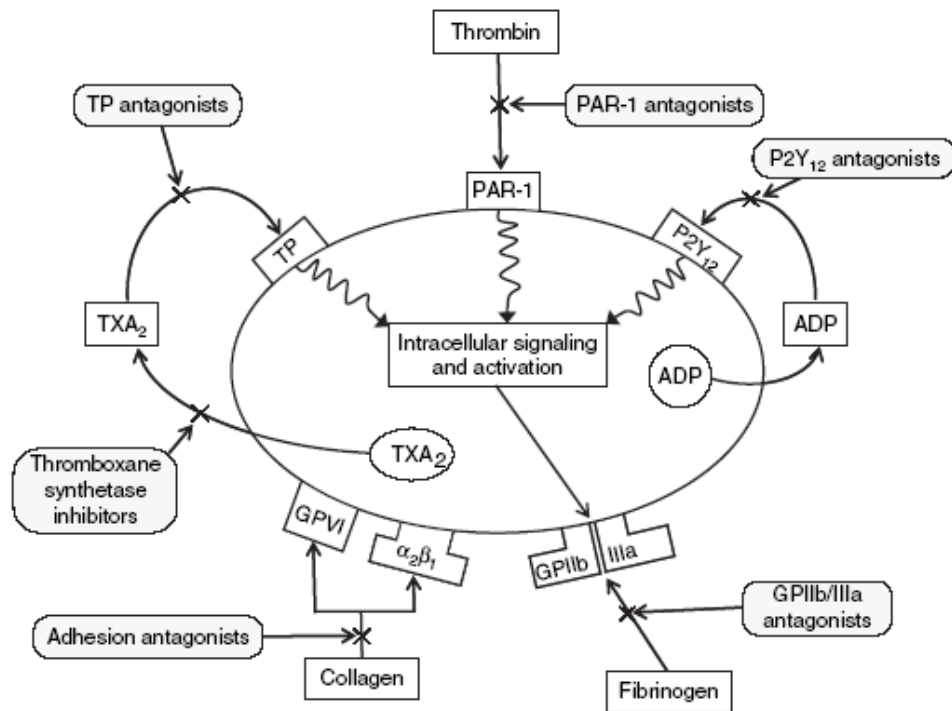 Thrombin
TP antagonists
PAR-1 antagonists
P2Y₁₂ antagonists
PAR-1
TP
P2Y₁₂
TXA₂
Intracellular signaling
and activation
ADP
ADP
TXA₂
Thromboxane
synthetase
inhibitors
GPVI
α₂β₁
GPIIb
IIIa
GPIIb/IIIa
antagonists
Adhesion antagonists
Collagen
Fibrinogen